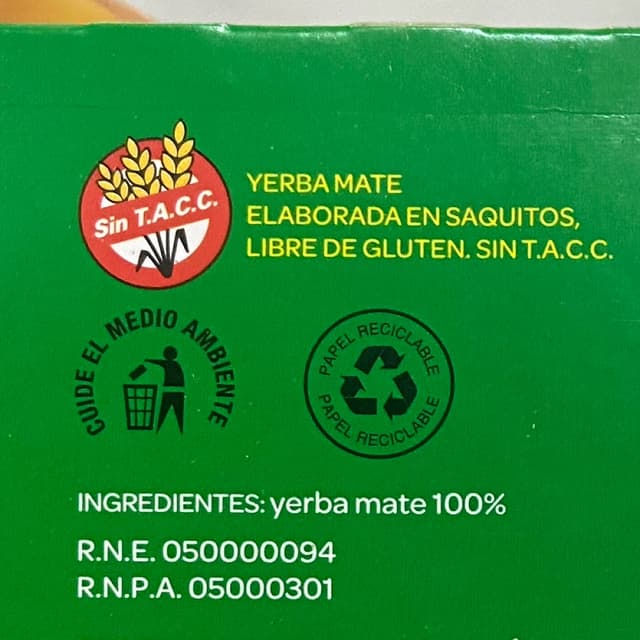 Sin T.A.C.C.
YERBA MATE
ELABORADA EN SAQUITOS,
LIBRE DE GLUTEN. SIN T.A.C.C.
CUIDE EL MEDIO AMBIENTE
PAPEL RECICLABLE
PAPEL RECICLABLE
INGREDIENTES: yerba mate 100%
R.N.E. 050000094
R.N.P.A. 05000301